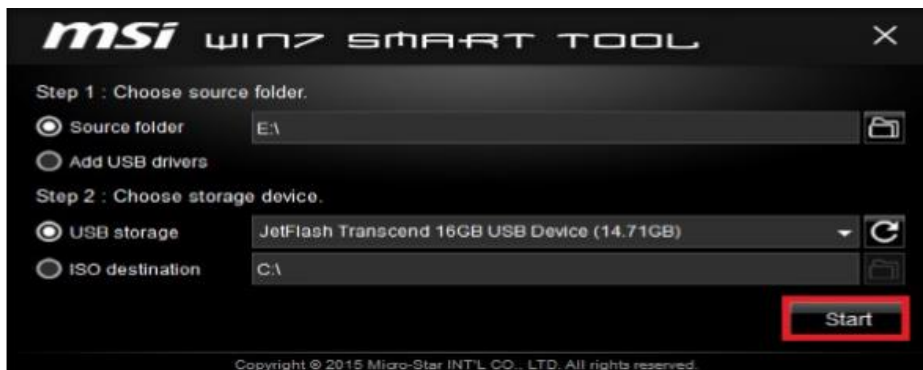 msi WIN7 SMART TOOL
Step 1 : Choose source folder.
Source folder E:\
Add USB drivers
Step 2 : Choose storage device.
USB storage JetFlash Transcend 16GB USB Device (14.71GB)
ISO destination C:\
Start
Copyright © 2015 Micro-Star INT'L CO., LTD. All rights reserved.